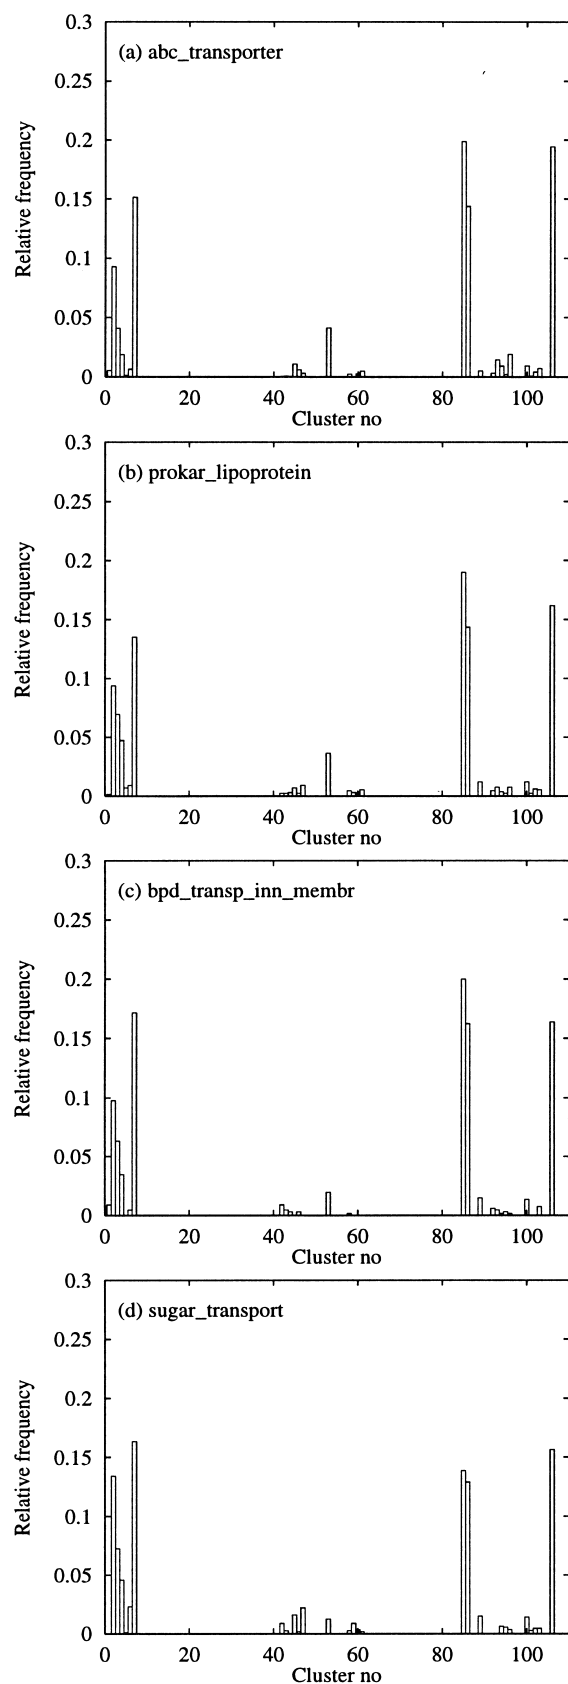 0.3
(a) abc_transporter
0.25
0.2
0.15
0.1
0.05
0
Relative frequency
0 20 40 60 80 100
Cluster no
0.3
(b) prokar_lipoprotein
0.25
0.2
0.15
0.1
0.05
0
Relative frequency
0 20 40 60 80 100
Cluster no
0.3
(c) bpd_transp_inn_membr
0.25
0.2
0.15
0.1
0.05
0
Relative frequency
0 20 40 60 80 100
Cluster no
0.3
(d) sugar_transport
0.25
0.2
0.15
0.1
0.05
0
Relative frequency
0 20 40 60 80 100
Cluster no